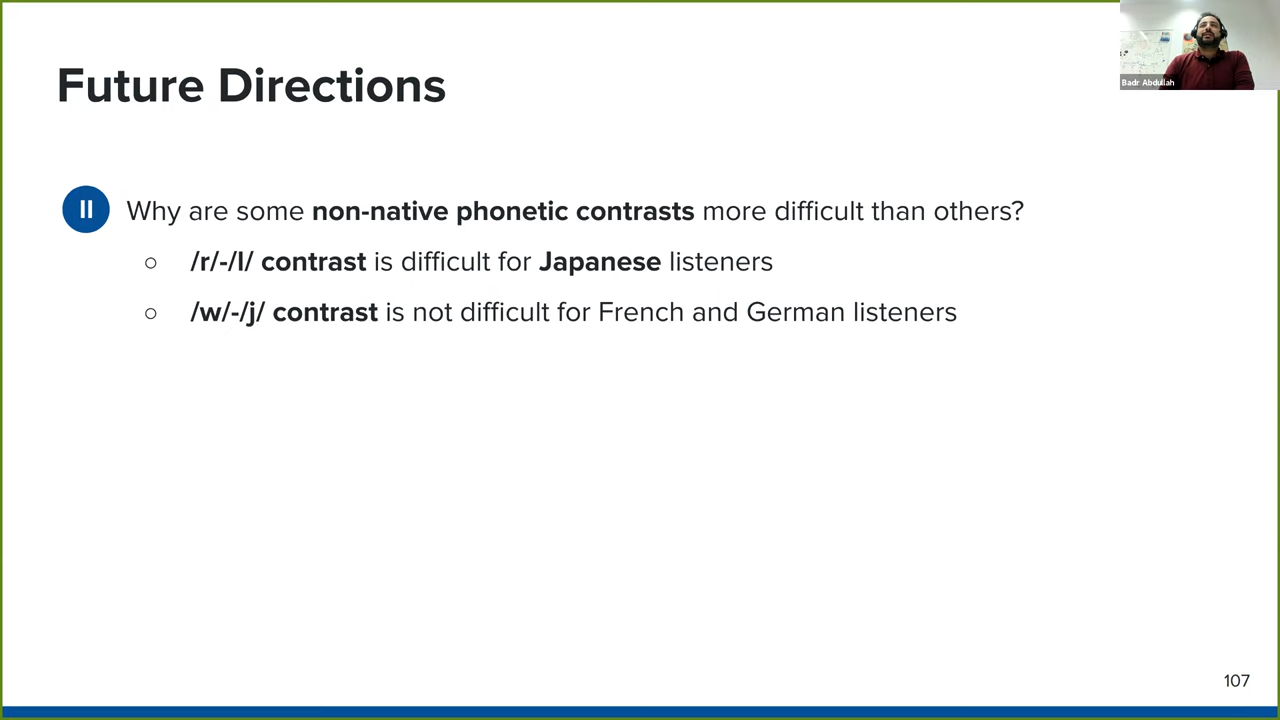 Future Directions
Badr Abdullah
II Why are some non-native phonetic contrasts more difficult than others?
○ /r/-/l/ contrast is difficult for Japanese listeners
○ /w/-/j/ contrast is not difficult for French and German listeners
107